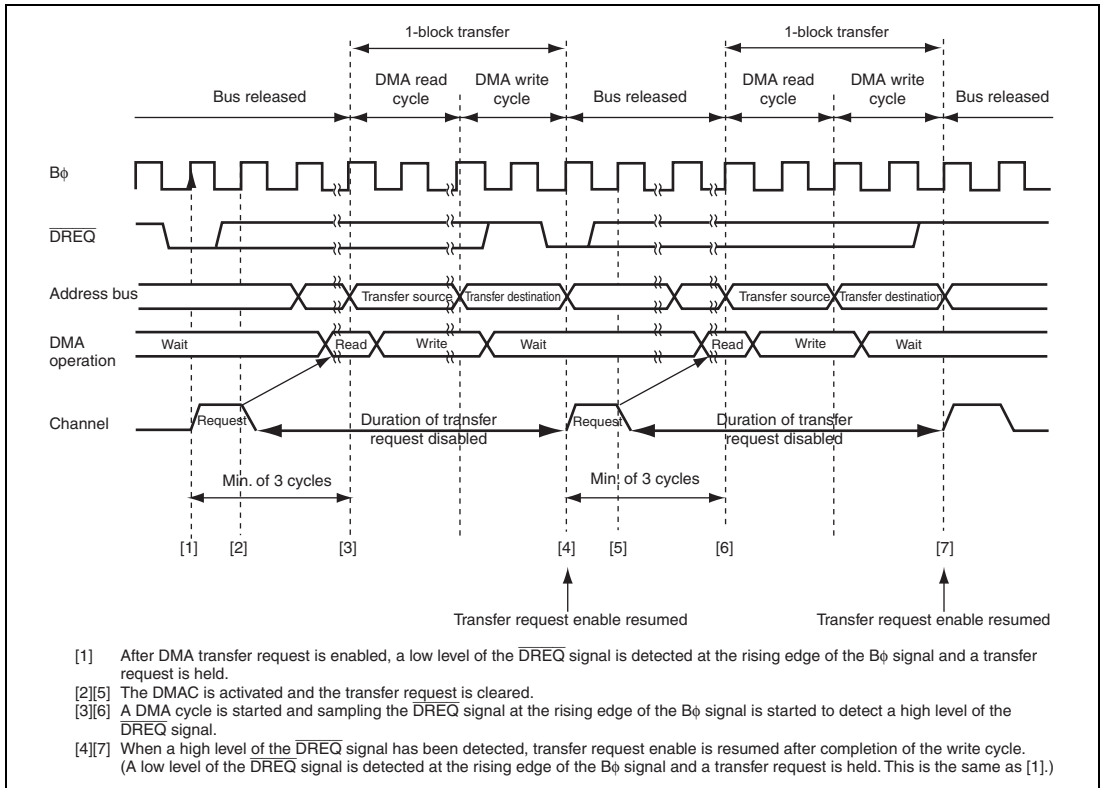 1-block transfer 1-block transfer
DMA read cycle DMA write cycle DMA read cycle DMA write cycle
Bus released Bus released Bus released
Bφ
DREQ
Address bus Transfer source Transfer destination Transfer source Transfer destination
DMA operation Wait Read Write Wait Read Write Wait
Channel Request Duration of transfer request disabled Request Duration of transfer request disabled
Min. of 3 cycles Min. of 3 cycles
[1] [2] [3] [4] [5] [6] [7]
Transfer request enable resumed Transfer request enable resumed
[1] After DMA transfer request is enabled, a low level of the DREQ signal is detected at the rising edge of the Bφ signal and a transfer
request is held.
[2][5] The DMAC is activated and the transfer request is cleared.
[3][6] A DMA cycle is started and sampling the DREQ signal at the rising edge of the Bφ signal is started to detect a high level of the
DREQ signal.
[4][7] When a high level of the DREQ signal has been detected, transfer request enable is resumed after completion of the write cycle.
(A low level of the DREQ signal is detected at the rising edge of the Bφ signal and a transfer request is held. This is the same as [1].)